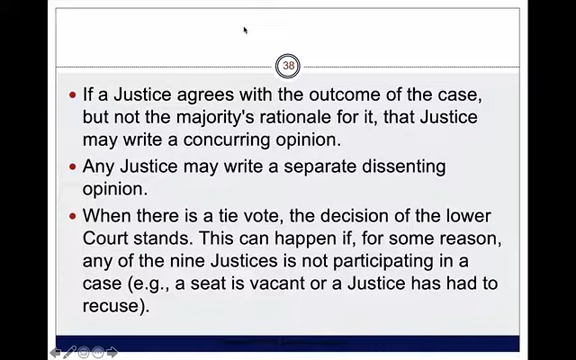 38
• If a Justice agrees with the outcome of the case,
but not the majority's rationale for it, that Justice
may write a concurring opinion.
• Any Justice may write a separate dissenting
opinion.
• When there is a tie vote, the decision of the lower
Court stands. This can happen if, for some reason,
any of the nine Justices is not participating in a
case (e.g., a seat is vacant or a Justice has had to
recuse).